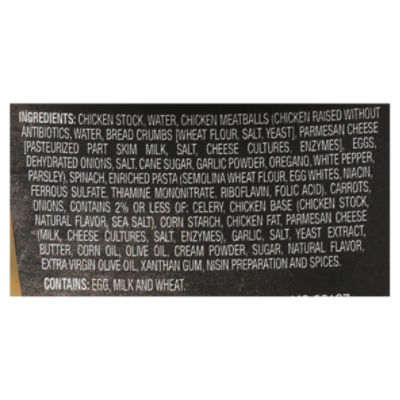 INGREDIENTS: CHICKEN STOCK, WATER, CHICKEN MEATBALLS (CHICKEN RAISED WITHOUT
ANTIBIOTICS, WATER, BREAD CRUMBS [WHEAT FLOUR, SALT, YEAST], PARMESAN CHEESE
[PASTEURIZED PART SKIM MILK, SALT, CHEESE CULTURES, ENZYMES], EGGS,
DEHYDRATED ONIONS, SALT, CANE SUGAR, GARLIC POWDER, OREGANO, WHITE PEPPER,
PARSLEY), SPINACH, ENRICHED PASTA (SEMOLINA WHEAT FLOUR, EGG WHITES, NIACIN,
FERROUS SULFATE, THIAMINE MONONITRATE, RIBOFLAVIN, FOLIC ACID), CARROTS,
ONIONS, CONTAINS 2% OR LESS OF: CELERY, CHICKEN BASE (CHICKEN STOCK,
NATURAL FLAVOR, SEA SALT), CORN STARCH, CHICKEN FAT, PARMESAN CHEESE
(MILK, CHEESE CULTURES, SALT, ENZYMES), GARLIC, SALT, YEAST EXTRACT,
BUTTER, CORN OIL, OLIVE OIL, CREAM POWDER, SUGAR, NATURAL FLAVOR,
EXTRA VIRGIN OLIVE OIL, XANTHAN GUM, NISIN PREPARATION AND SPICES.
CONTAINS: EGG, MILK AND WHEAT.